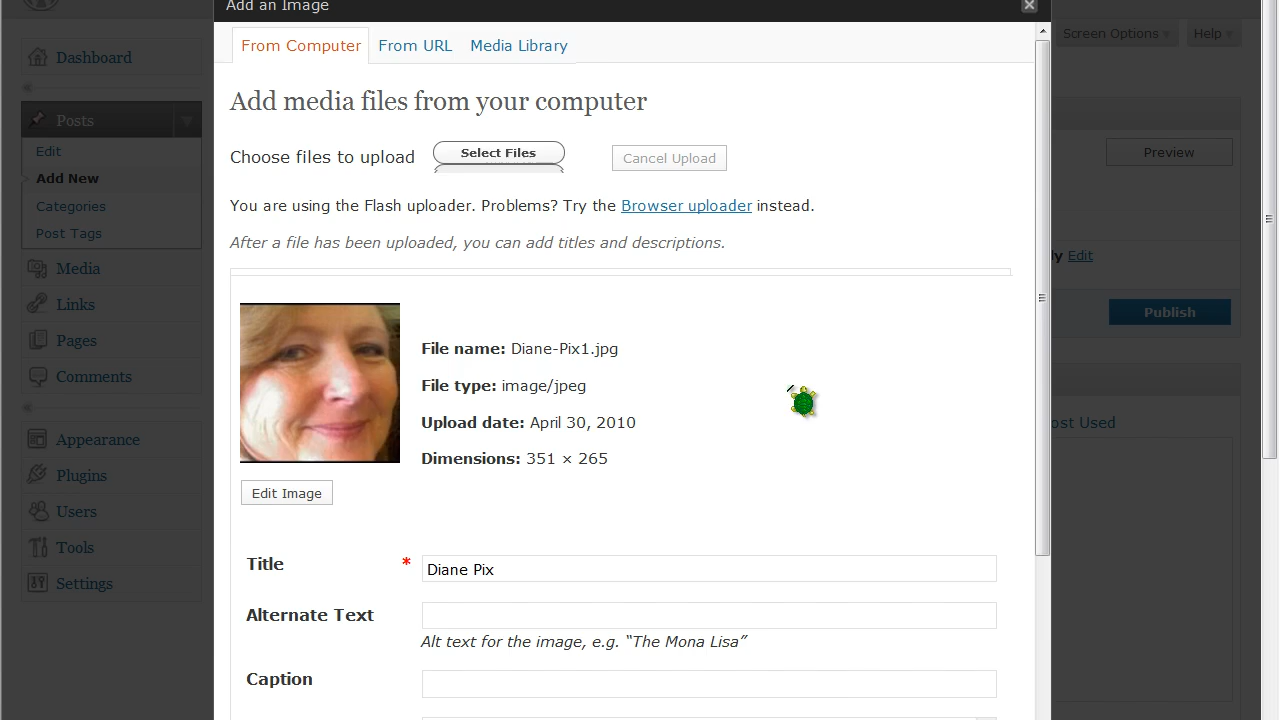 Add an Image
From Computer From URL Media Library
Screen Options Help
Dashboard
Add media files from your computer
Posts
Edit
Add New
Categories
Post Tags
Media
Links
Pages
Comments
Appearance
Plugins
Users
Tools
Settings
Choose files to upload Select Files Cancel Upload
Preview
You are using the Flash uploader. Problems? Try the Browser uploader instead.
After a file has been uploaded, you can add titles and descriptions.
Edit
Publish
File name: Diane-Pix1.jpg
File type: image/jpeg
Upload date: April 30, 2010
Dimensions: 351 × 265
Used
Edit Image
Title * Diane Pix
Alternate Text
Alt text for the image, e.g. “The Mona Lisa”
Caption